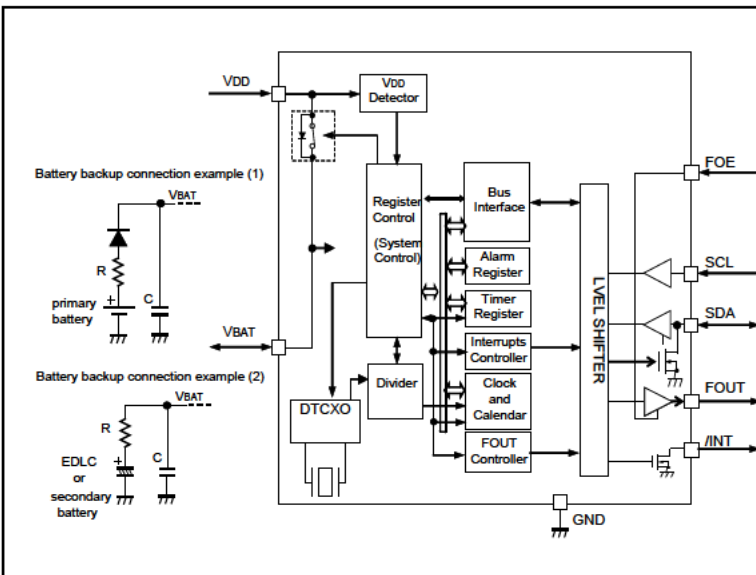 VDD
VDD
Detector
FOE
Battery backup connection example (1)
VBAT
R
+
primary
battery
C
Register
Control
(System
Control)
Bus
Interface
Alarm
Register
Timer
Register
Interrupts
Controller
Clock
and
Calendar
FOUT
Controller
LVEL SHIFTER
SCL
SDA
FOUT
/INT
VBAT
Battery backup connection example (2)
VBAT
R
+
EDLC
or
secondary
battery
C
Divider
DTCXO
GND